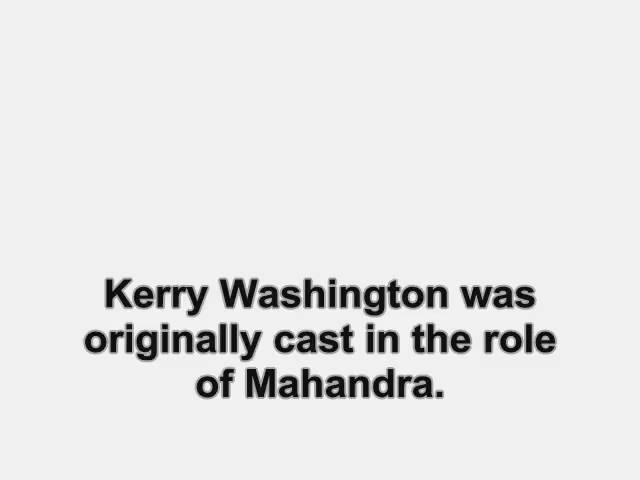 Kerry Washington was
originally cast in the role
of Mahandra.